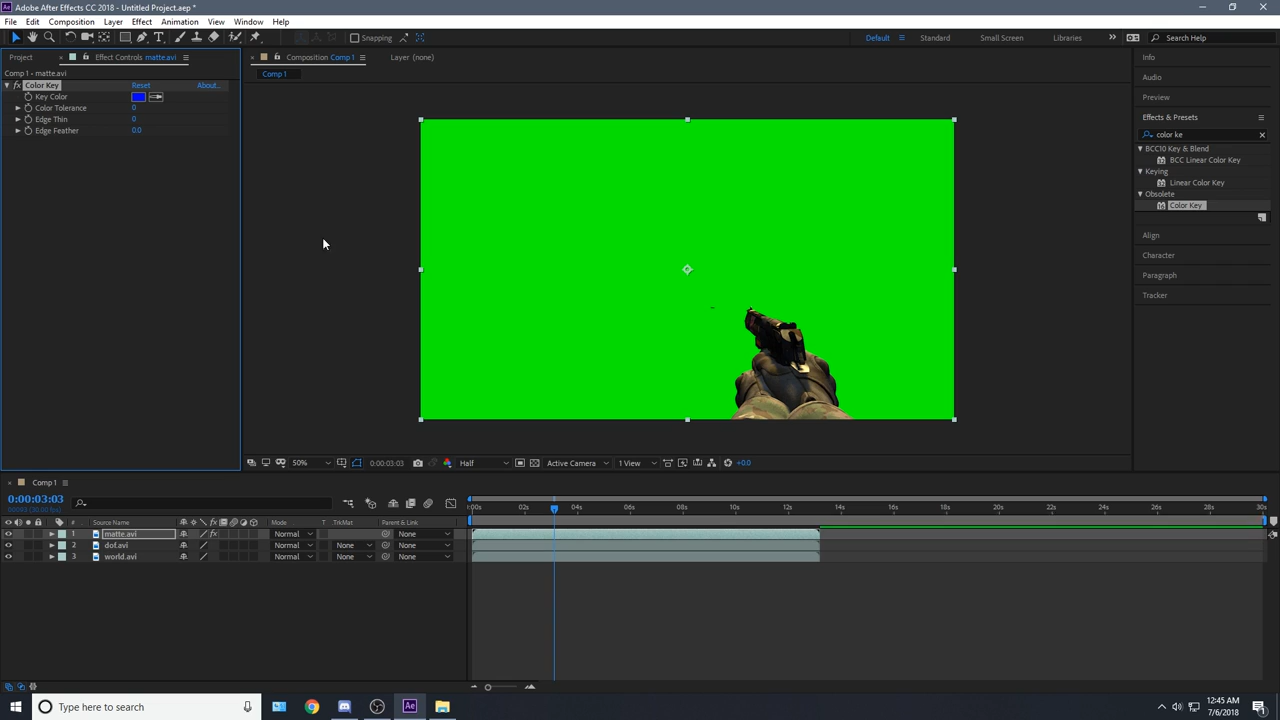 Adobe After Effects CC 2018 - Untitled Project.aep *
File Edit Composition Layer Effect Animation View Window Help
Snapping
Default Standard Small Screen Libraries Search Help
Project Effect Controls matte.avi
Composition Comp 1 Layer (none)
Comp 1 - matte.avi
Comp 1
fx Color Key Reset About...
Key Color
Color Tolerance 0
Edge Thin 0
Edge Feather 0.0
Info
Audio
Preview
Effects & Presets
color ke
BCC10 Key & Blend
BCC Linear Color Key
Keying
Linear Color Key
Obsolete
Color Key
Align
Character
Paragraph
Tracker
50% 0:00:03:03 Half Active Camera 1 View +0.0
Comp 1
0:00:03:03
00093 (30.00 fps)
:00s 02s 04s 06s 08s 10s 12s 14s 16s 18s 20s 22s 24s 26s 28s 30s
# Source Name Mode T .TrkMat Parent & Link
1 matte.avi Normal None
2 dof.avi Normal None None
3 world.avi Normal None None
Type here to search
Ae
12:45 AM
7/6/2018
1